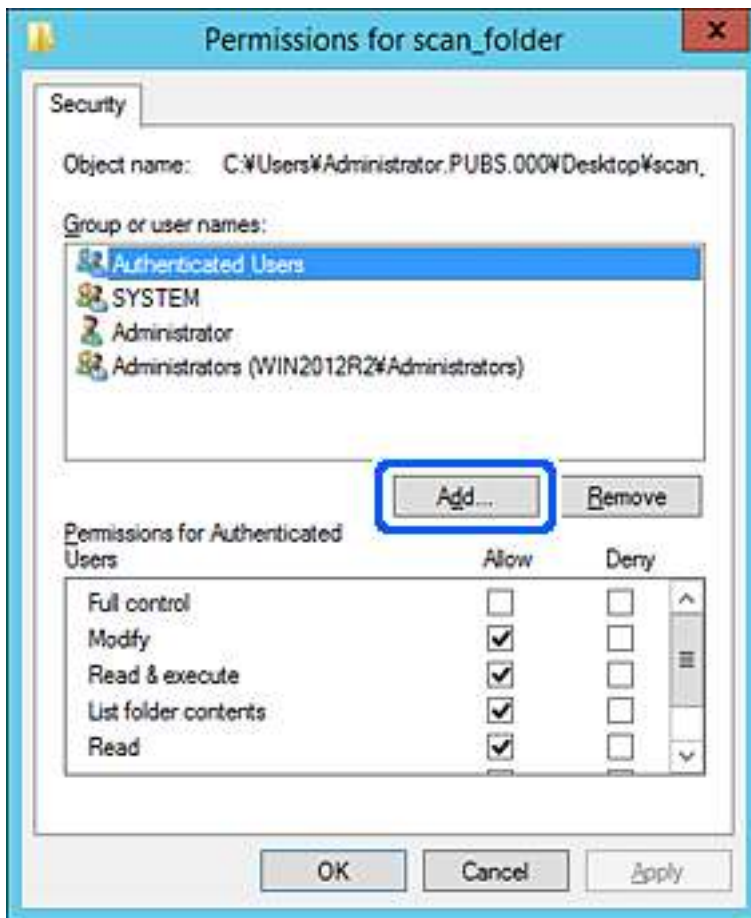 Permissions for scan_folder
Security
Object name: C:¥Users¥Administrator.PUBS.000¥Desktop¥scan_
Group or user names:
Authenticated Users
SYSTEM
Administrator
Administrators (WIN2012R2¥Administrators)
Add... Remove
Permissions for Authenticated
Users Allow Deny
Full control
Modify
Read & execute
List folder contents
Read
OK Cancel Apply